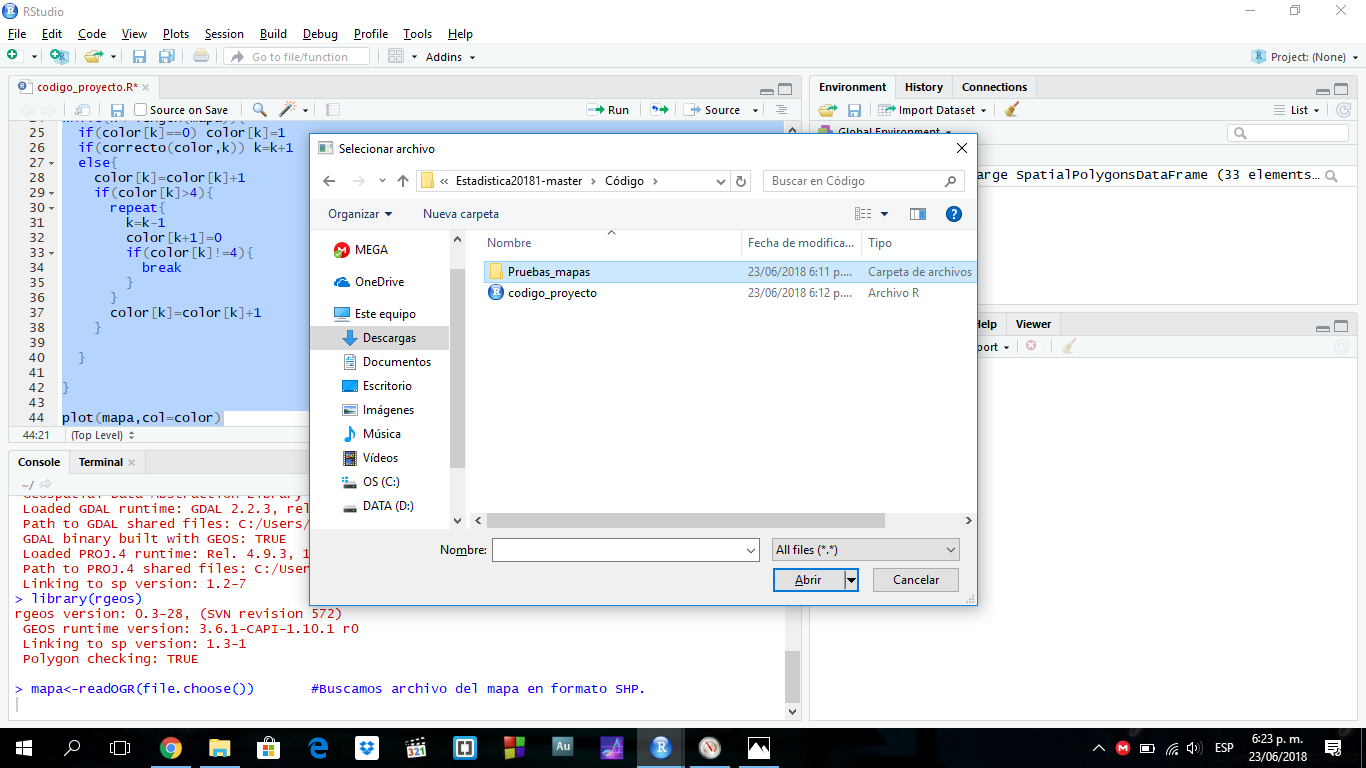 RStudio
File Edit Code View Plots Session Build Debug Profile Tools Help
Go to file/function Addins Project: (None)
codigo_proyecto.R*
Source on Save Run Source
25 if(color[k]==0) color[k]=1
26 if(correcto(color,k)) k=k+1
27 else{
28 color[k]=color[k]+1
29 if(color[k]>4){
30 repeat{
31 k=k-1
32 color[k+1]=0
33 if(color[k]!=4){
34 break
35 }
36 }
37 color[k]=color[k]+1
38 }
39
40 }
41
42 }
43
44 plot(mapa,col=color)
44:21 (Top Level)
Console Terminal
~/
Geospatial Data Abstraction Library
Loaded GDAL runtime: GDAL 2.2.3, rel
Path to GDAL shared files: C:/Users/
GDAL binary built with GEOS: TRUE
Loaded PROJ.4 runtime: Rel. 4.9.3, 1
Path to PROJ.4 shared files: C:/User
Linking to sp version: 1.2-7
> library(rgeos)
rgeos version: 0.3-28, (SVN revision 572)
GEOS runtime version: 3.6.1-CAPI-1.10.1 r0
Linking to sp version: 1.3-1
Polygon checking: TRUE
> mapa<-readOGR(file.choose()) #Buscamos archivo del mapa en formato SHP.
Selecionar archivo
« Estadistica20181-master › Código ›
Buscar en Código
Organizar Nueva carpeta
MEGA
OneDrive
Este equipo
Descargas
Documentos
Escritorio
Imágenes
Música
Vídeos
OS (C:)
DATA (D:)
Nombre Fecha de modifica... Tipo
Pruebas_mapas 23/06/2018 6:11 p.... Carpeta de archivos
codigo_proyecto 23/06/2018 6:12 p.... Archivo R
Nombre: All files (*.*)
Abrir Cancelar
Environment History Connections
Import Dataset List
Global Environment
arge SpatialPolygonsDataFrame (33 elements…
elp Viewer
port
321
Au
ESP
6:23 p. m.
23/06/2018